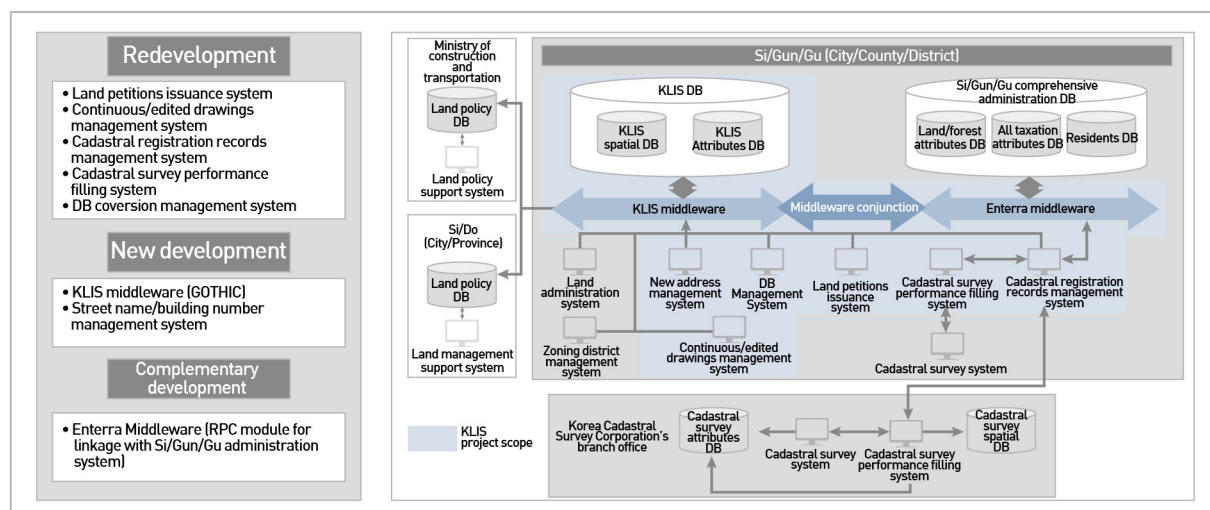 Redevelopment
• Land petitions issuance system
• Continuous/edited drawings
management system
• Cadastral registration records
management system
• Cadastral survey performance
filling system
• DB coversion management system
New development
• KLIS middleware (GOTHIC)
• Street name/building number
management system
Complementary
development
• Enterra Middleware (RPC module for
linkage with Si/Gun/Gu administration
system)
Ministry of
construction
and
transportation
Land policy
DB
Land policy
support system
Si/Do
(City/Province)
Land policy
DB
Land management
support system
KLIS
project scope
Si/Gun/Gu (City/County/District)
KLIS DB
KLIS
spatial DB
KLIS
Attributes DB
Si/Gun/Gu comprehensive
administration DB
Land/forest
attributes DB
All taxation
attributes DB
Residents DB
KLIS middleware
Middleware conjunction
Enterra middleware
Land
administration
system
New address
management
system
DB
Management
System
Land petitions
issuance
system
Cadastral survey
performance filling
system
Cadastral registration
records management
system
Zoning district
management
system
Continuous/edited
drawings management
system
Cadastral survey system
Korea Cadastral
Survey Corporation's
branch office
Cadastral
survey
attributes
DB
Cadastral survey
system
Cadastral survey
performance filling
system
Cadastral
survey
spatial
DB